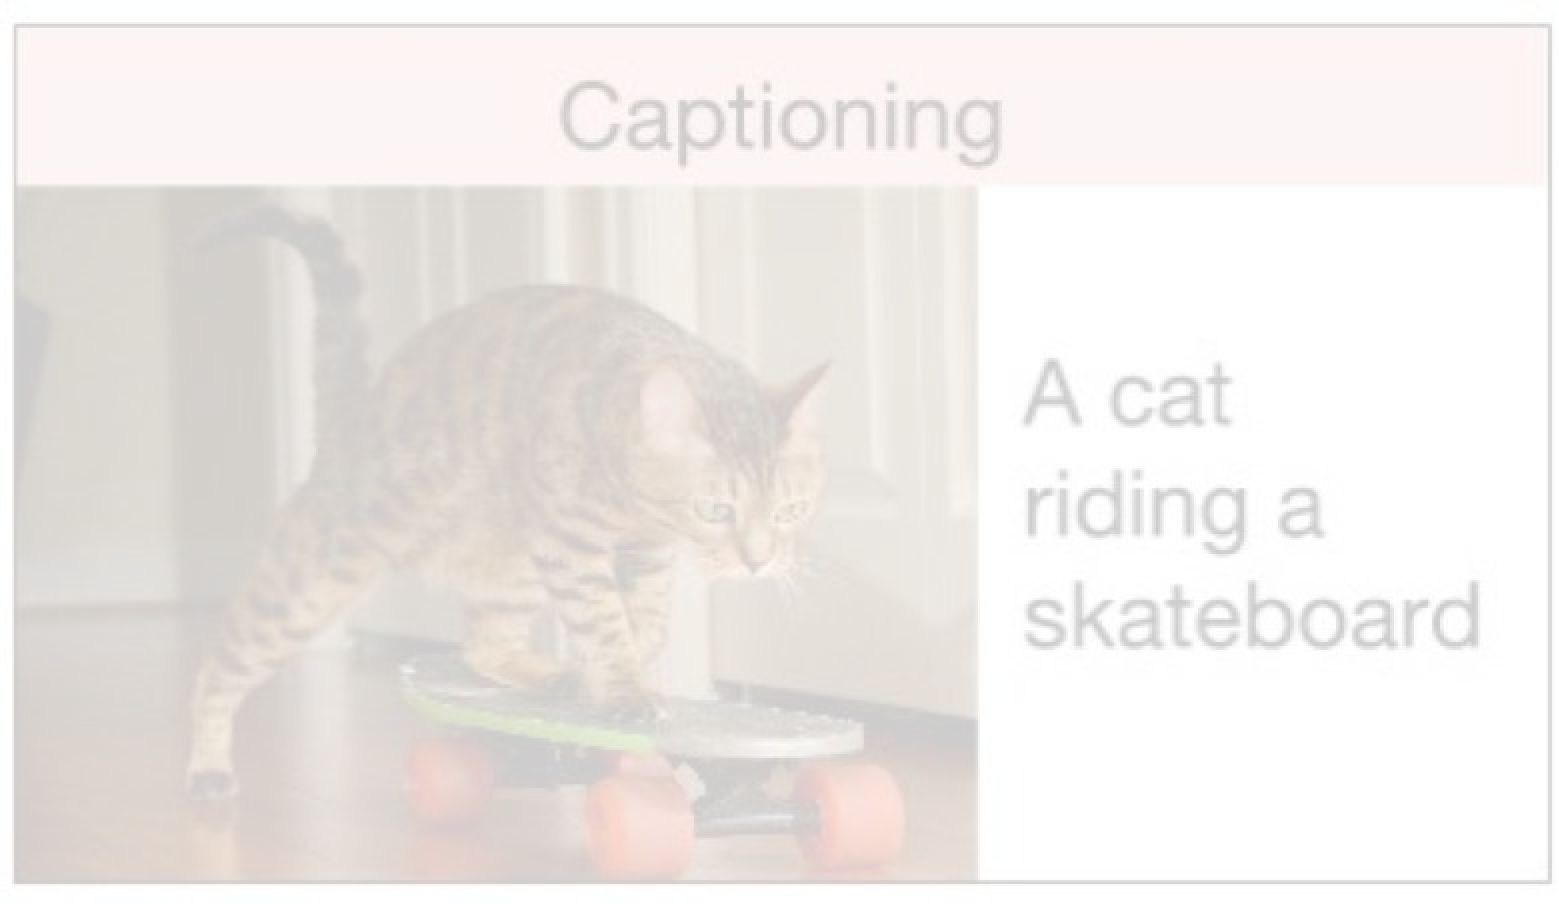 Captioning
A cat
riding a
skateboard